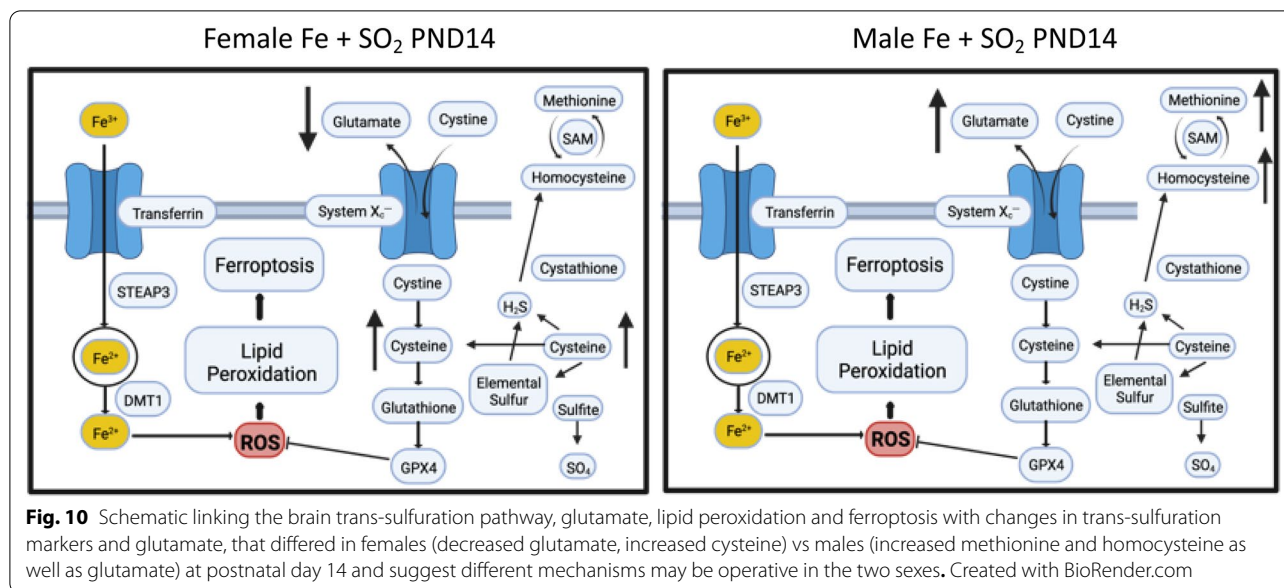 Female Fe + SO₂ PND14
Fe³⁺
Glutamate
Cystine
Methionine
SAM
Homocysteine
Transferrin
System Xc⁻
STEAP3
Ferroptosis
Cystine
Cystathione
H₂S
Fe²⁺
Lipid
Peroxidation
Cysteine
Cysteine
Elemental
Sulfur
DMT1
Glutathione
Sulfite
Fe²⁺
ROS
GPX4
SO₄
Male Fe + SO₂ PND14
Fe³⁺
Glutamate
Cystine
Methionine
SAM
Homocysteine
Transferrin
System Xc⁻
STEAP3
Ferroptosis
Cystine
Cystathione
H₂S
Fe²⁺
Lipid
Peroxidation
Cysteine
Cysteine
Elemental
Sulfur
DMT1
Glutathione
Sulfite
Fe²⁺
ROS
GPX4
SO₄
Fig. 10 Schematic linking the brain trans-sulfuration pathway, glutamate, lipid peroxidation and ferroptosis with changes in trans-sulfuration
markers and glutamate, that differed in females (decreased glutamate, increased cysteine) vs males (increased methionine and homocysteine as
well as glutamate) at postnatal day 14 and suggest different mechanisms may be operative in the two sexes. Created with BioRender.com